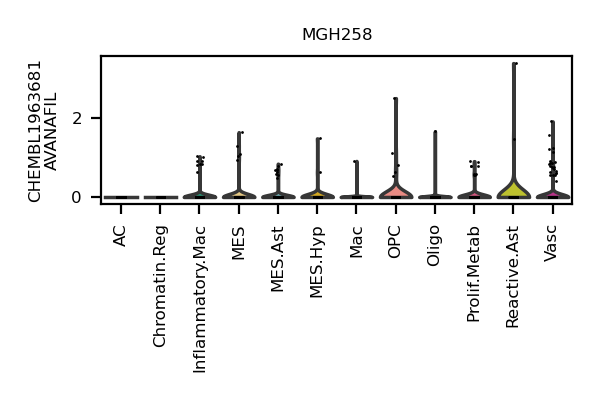 MGH258
CHEMBL1963681
AVANAFIL
2
0
AC
Chromatin.Reg
Inflammatory.Mac
MES
MES.Ast
MES.Hyp
Mac
OPC
Oligo
Prolif.Metab
Reactive.Ast
Vasc